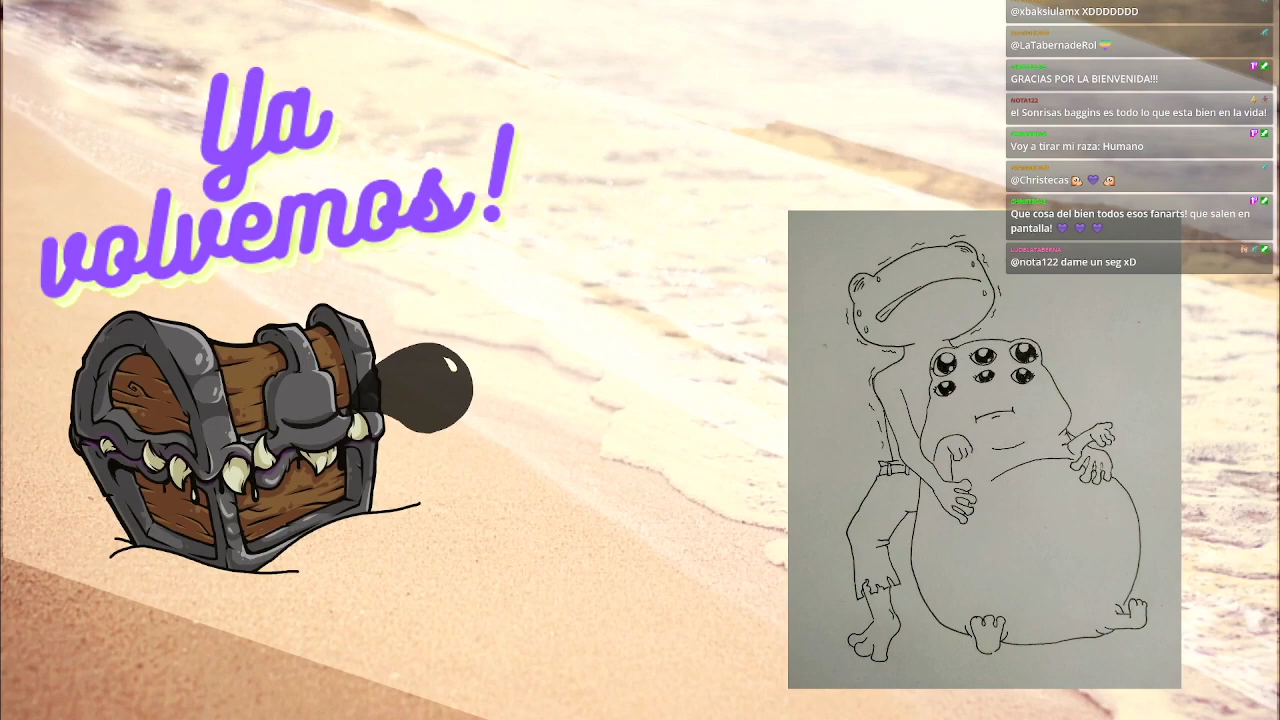 Ya
volvemos!
@xbaksiulamx XDDDDDDD
@LaTabernadeRol
GRACIAS POR LA BIENVENIDA!!!
NOTA122
el Sonrisas baggins es todo lo que esta bien en la vida!
Voy a tirar mi raza: Humano
@Christecas
Que cosa del bien todos esos fanarts! que salen en
pantalla!
LUDELATABERNA
@nota122 dame un seg xD